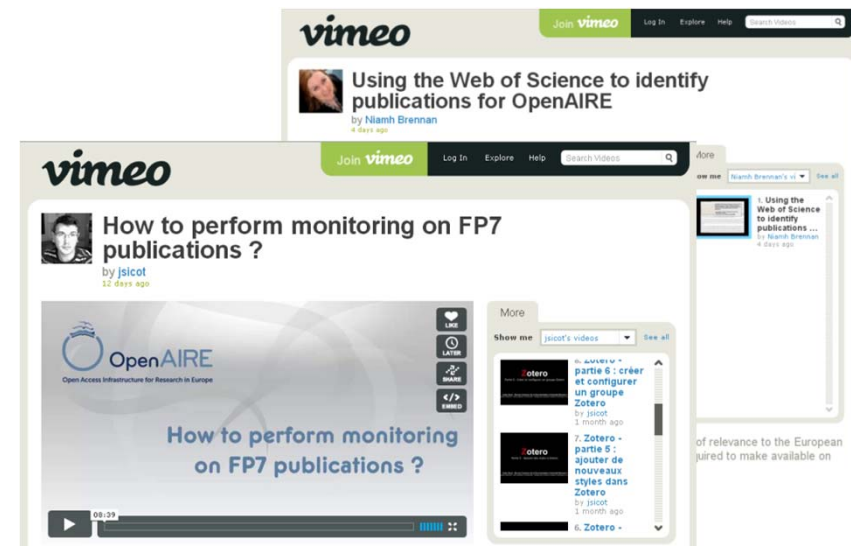 vimeo
Join vimeo Log In Explore Help Search Videos
Using the Web of Science to identify
publications for OpenAIRE
by Niamh Brennan
4 days ago
More
Show me Niamh Brennan's vi See all
1. Using the
Web of Science
to identify
publications ...
by Niamh Brennan
4 days ago
of relevance to the European
quired to make available on
vimeo
Join vimeo Log In Explore Help Search Videos
How to perform monitoring on FP7
publications ?
by jsicot
12 days ago
OpenAIRE
Open Access Infrastructure for Research in Europe
LIKE
LATER
SHARE
EMBED
How to perform monitoring
on FP7 publications ?
08:39
More
Show me jsicot's videos See all
8. Zotero -
partie 6 : créer
et configurer
un groupe
Zotero
by jsicot
1 month ago
Zotero
7. Zotero -
partie 5 :
ajouter de
nouveaux
styles dans
Zotero
by jsicot
1 month ago
Zotero
6. Zotero -